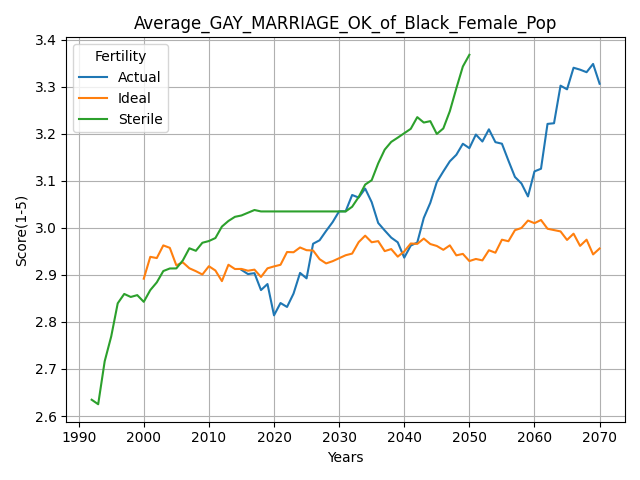 Average_GAY_MARRIAGE_OK_of_Black_Female_Pop
Fertility
Actual
Ideal
Sterile
Score(1-5)
3.4
3.3
3.2
3.1
3.0
2.9
2.8
2.7
2.6
1990 2000 2010 2020 2030 2040 2050 2060 2070
Years